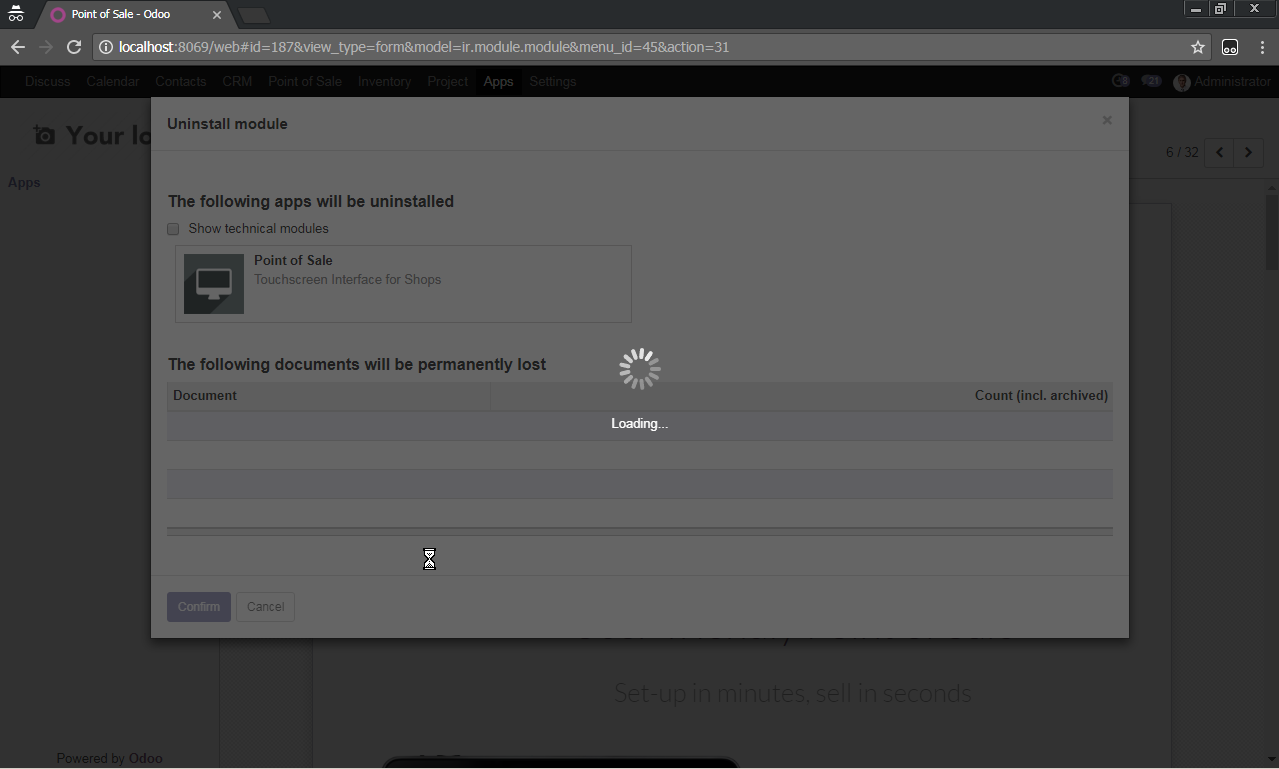 Point of Sale - Odoo
localhost:8069/web#id=187&view_type=form&model=ir.module.module&menu_id=45&action=31
Discuss Calendar Contacts CRM Point of Sale Inventory Project Apps Settings Administrator
Uninstall module
Your lo
6 / 32
Apps
The following apps will be uninstalled
Show technical modules
Point of Sale
Touchscreen Interface for Shops
The following documents will be permanently lost
Document Count (incl. archived)
Loading...
Confirm Cancel
Set-up in minutes, sell in seconds
Powered by Odoo